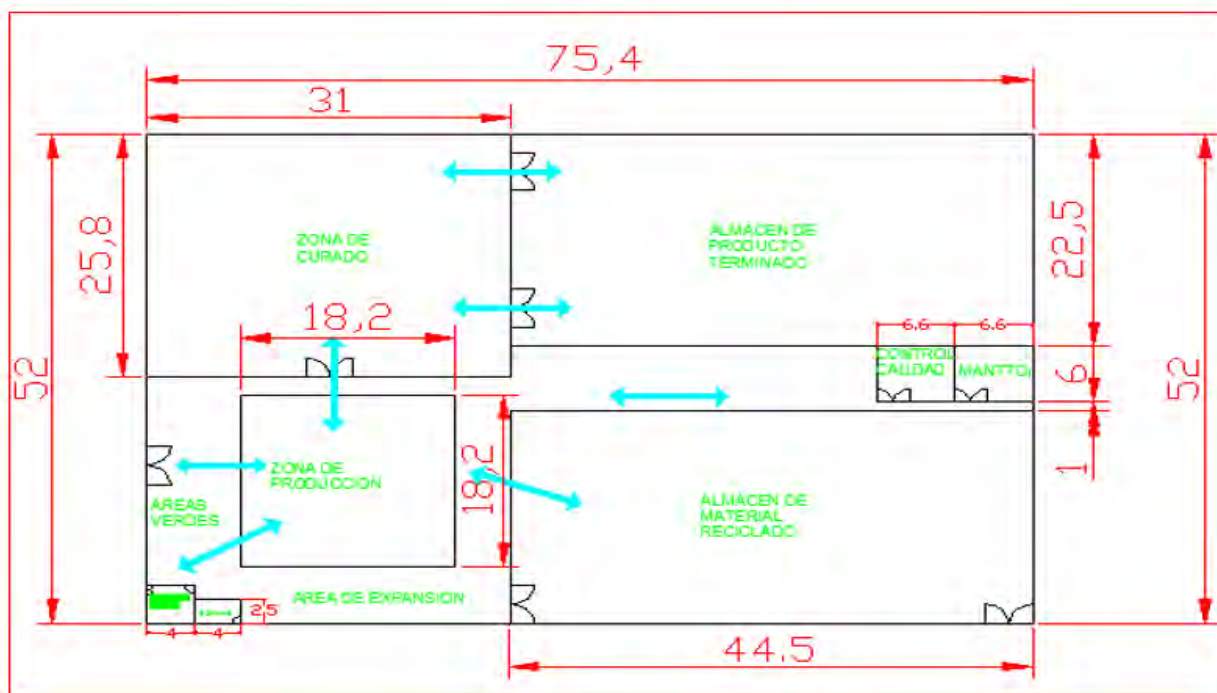 75,4
31
ZONA DE
CURADO
ALMACEN DE
PRODUCTO
TERMINADO
25,8
22,5
52
52
18,2
6.6
6.6
CONTROL
CALIDAD
MANTTO
6
18,2
1
ZONA DE
PRODUCCION
AREAS
VERDES
ALMACEN DE
MATERIAL
RECICLADO
AREA DE EXPANSION
2,5
4
4
44.5